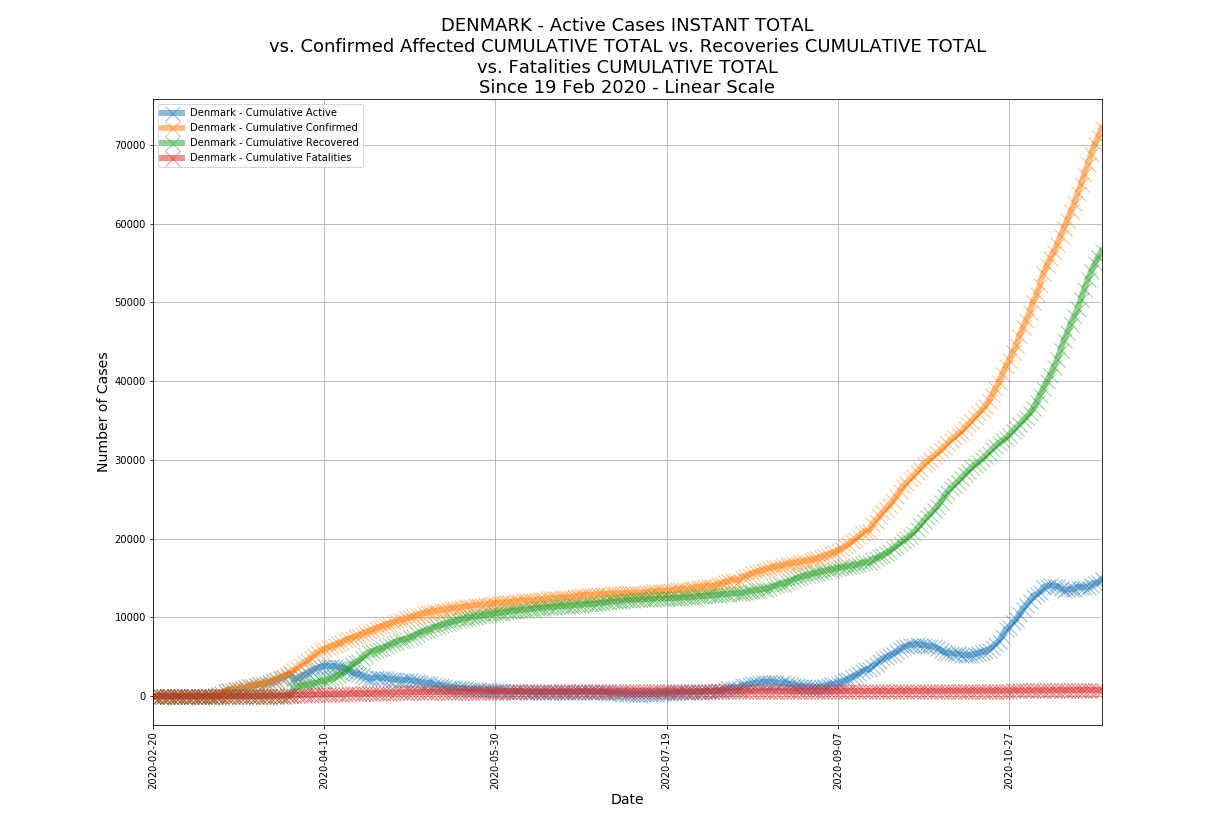 DENMARK - Active Cases INSTANT TOTAL
vs. Confirmed Affected CUMULATIVE TOTAL vs. Recoveries CUMULATIVE TOTAL
vs. Fatalities CUMULATIVE TOTAL
Since 19 Feb 2020 - Linear Scale
Denmark - Cumulative Active
Denmark - Cumulative Confirmed
Denmark - Cumulative Recovered
Denmark - Cumulative Fatalities
Number of Cases
70000
60000
50000
40000
30000
20000
10000
0
2020-02-20
2020-04-10
2020-05-30
2020-07-19
2020-09-07
2020-10-27
Date